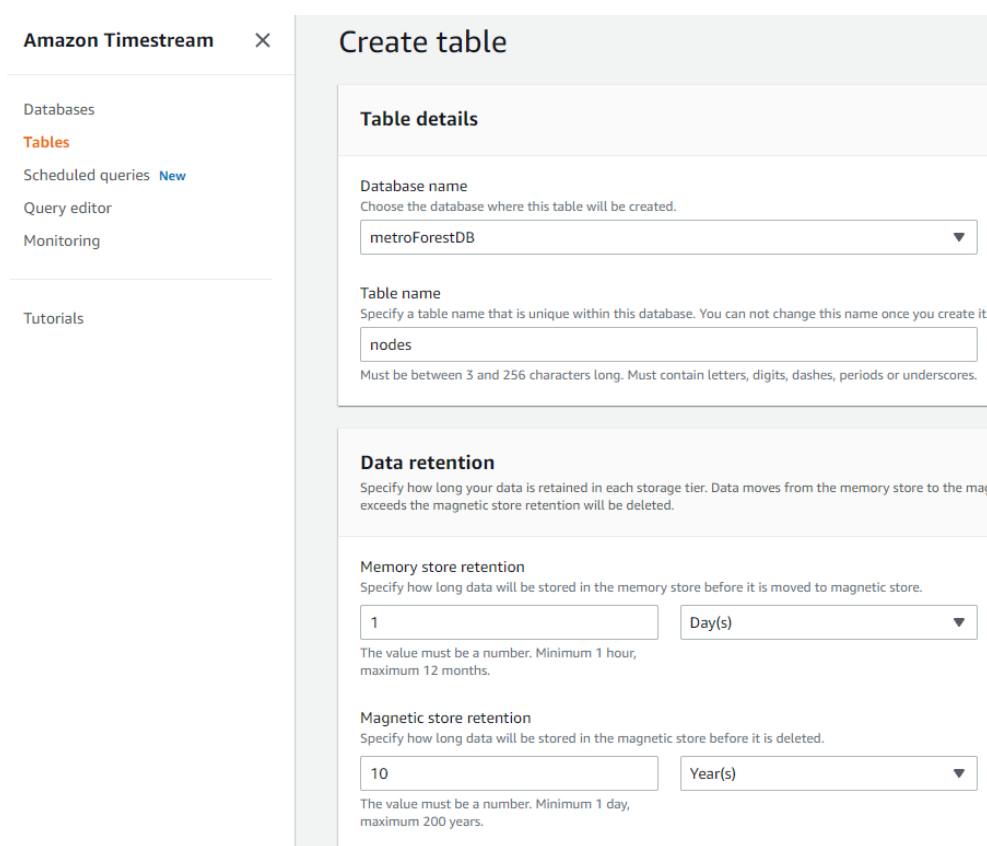 Amazon Timestream
Databases
Tables
Scheduled queries New
Query editor
Monitoring
Tutorials
Create table
Table details
Database name
Choose the database where this table will be created.
metroForestDB
Table name
Specify a table name that is unique within this database. You can not change this name once you create it
nodes
Must be between 3 and 256 characters long. Must contain letters, digits, dashes, periods or underscores.
Data retention
Specify how long your data is retained in each storage tier. Data moves from the memory store to the mag
exceeds the magnetic store retention will be deleted.
Memory store retention
Specify how long data will be stored in the memory store before it is moved to magnetic store.
1 Day(s)
The value must be a number. Minimum 1 hour,
maximum 12 months.
Magnetic store retention
Specify how long data will be stored in the magnetic store before it is deleted.
10 Year(s)
The value must be a number. Minimum 1 day,
maximum 200 years.